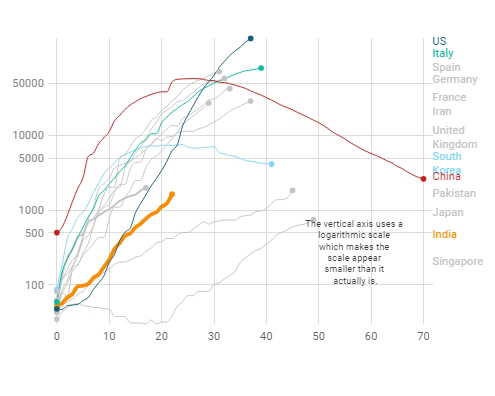 US
Italy
Spain
Germany
50000
France
Iran
10000
United
Kingdom
5000
South
Korea
China
Pakistan
1000
Japan
The vertical axis uses a
500
India
logarithmic scale
which makes the
scale appear
Singapore
smaller than it
100
actually is.
0 10 20 30 40 50 60 70